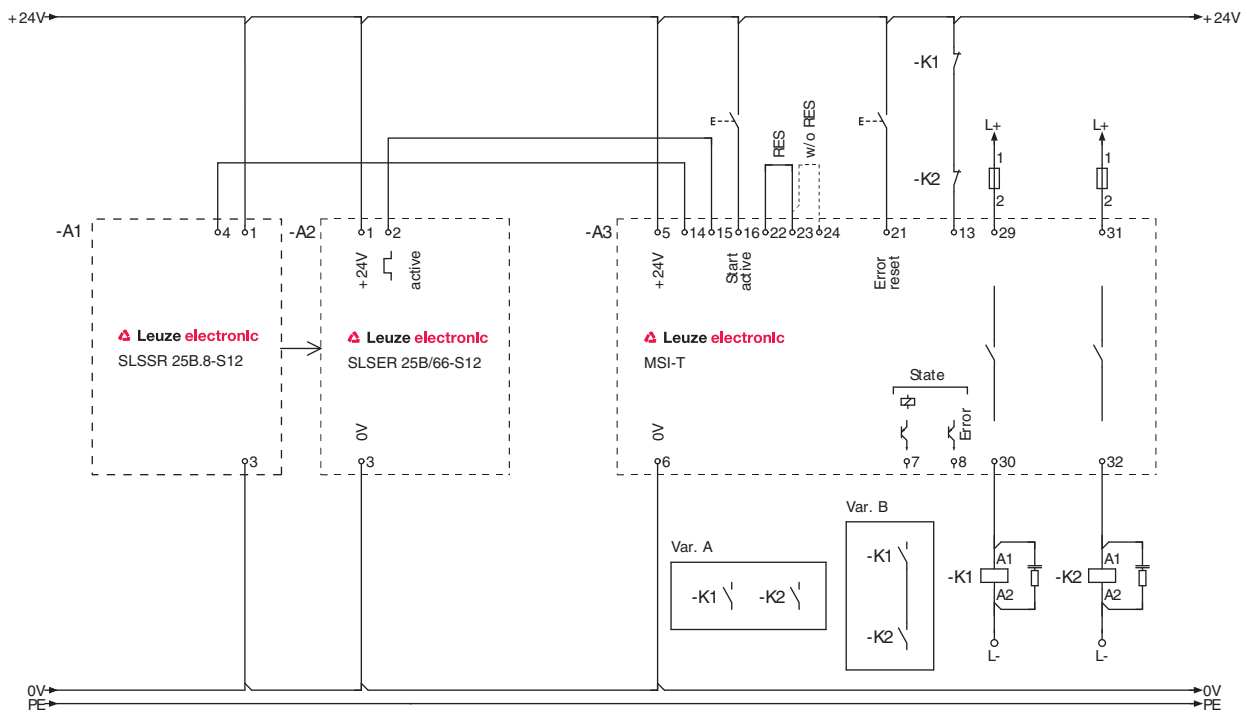 +24V +24V
-K1
L+ L+
RES w/o RES
1 1
-K2
2 2
-A1 4 1 -A2 1 2 -A3 5 14 15 16 22 23 24 21 13 29 31
+24V active +24V Start active Error reset
Leuze electronic Leuze electronic Leuze electronic
SLSSR 25B.8-S12 SLSER 25B/66-S12 MSI-T
State
0V 0V Error
3 3 6 7 8 30 32
Var. B
Var. A
-K1 A1 A1
-K1 -K2
-K1 -K2
A2 A2
-K2
L- L-
0V 0V
PE PE